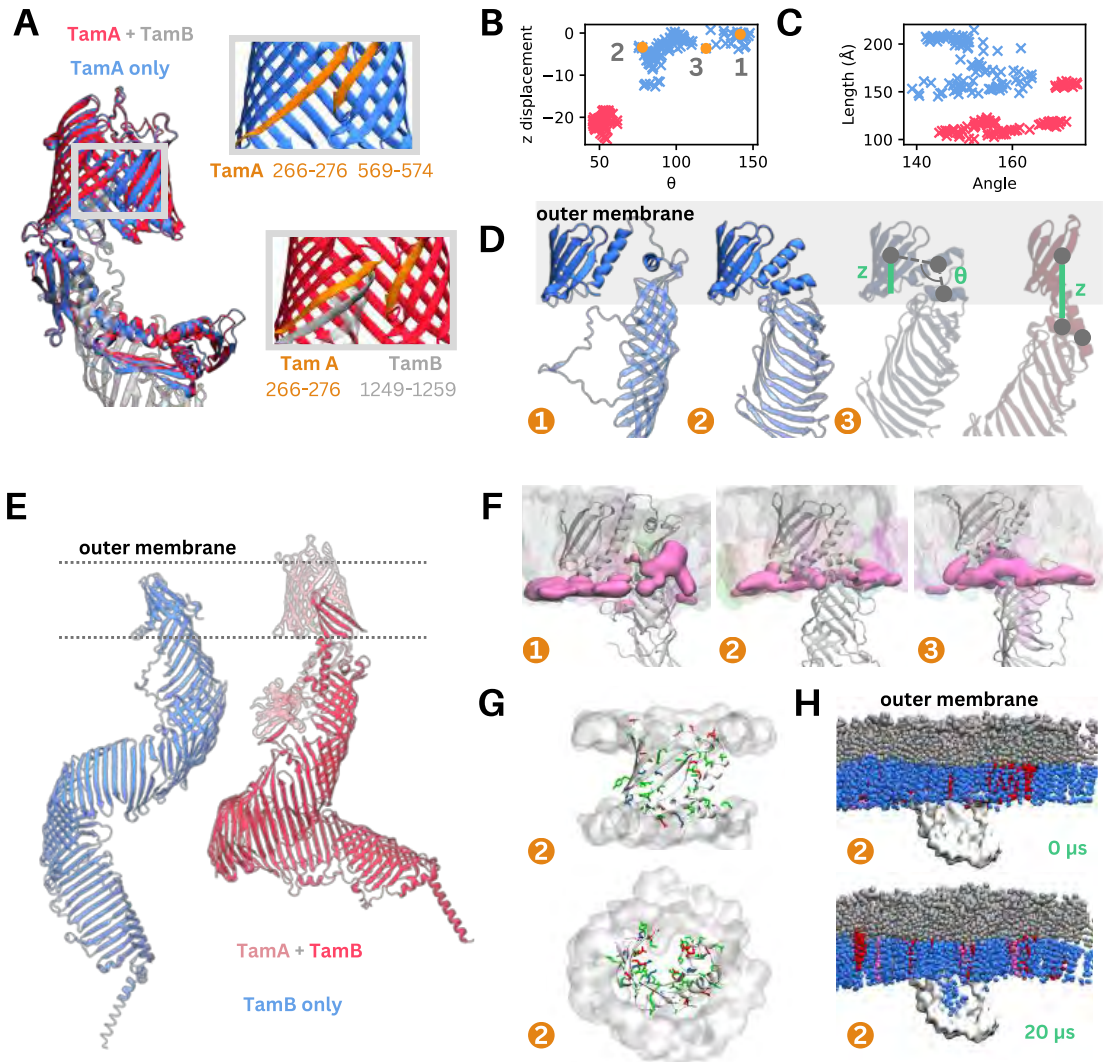 A
TamA + TamB
TamA only
TamA 266-276 569-574
Tam A TamB
266-276 1249-1259
B
z displacement
0
−10
−20
50 100 150
θ
2
3
1
C
Length (Å)
200
150
100
140 160
Angle
D
outer membrane
z
θ
z
1
2
3
E
outer membrane
TamA + TamB
TamB only
F
1
2
3
G
2
2
H
outer membrane
2
0 µs
2
20 µs